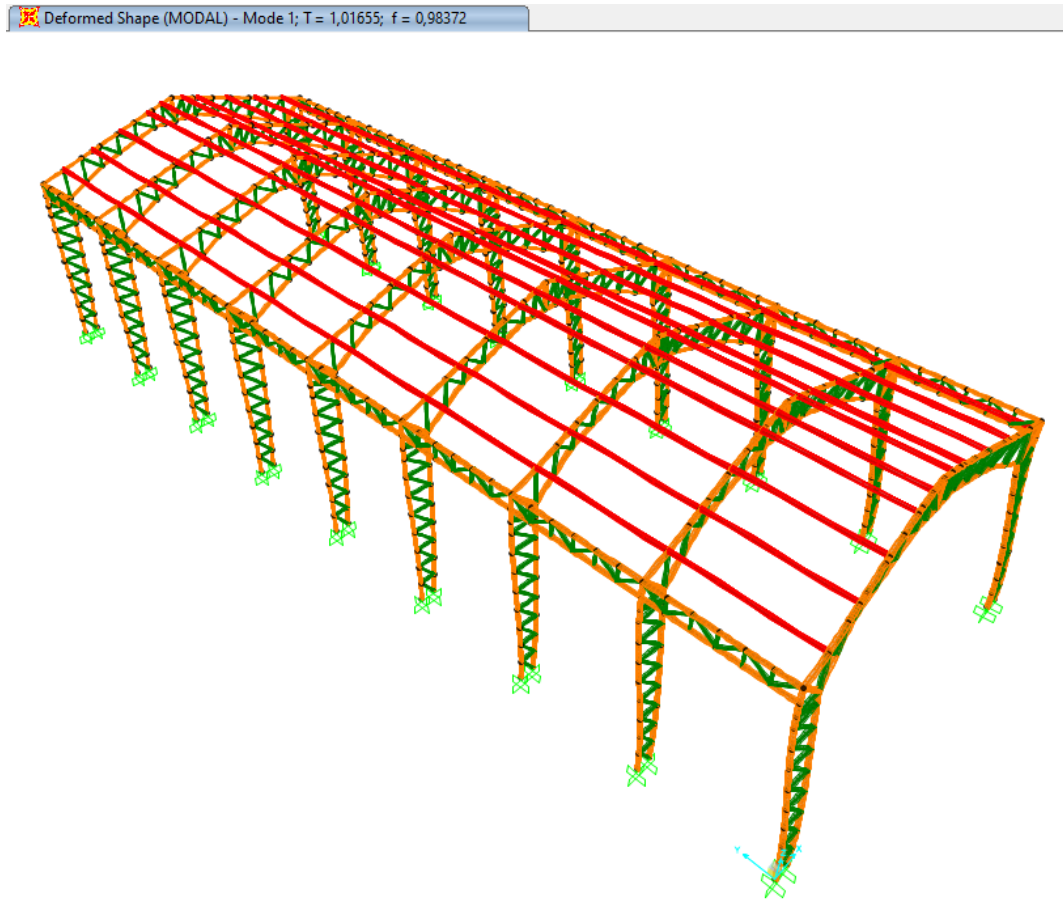 Deformed Shape (MODAL) - Mode 1; T = 1,01655; f = 0,98372
Y
X